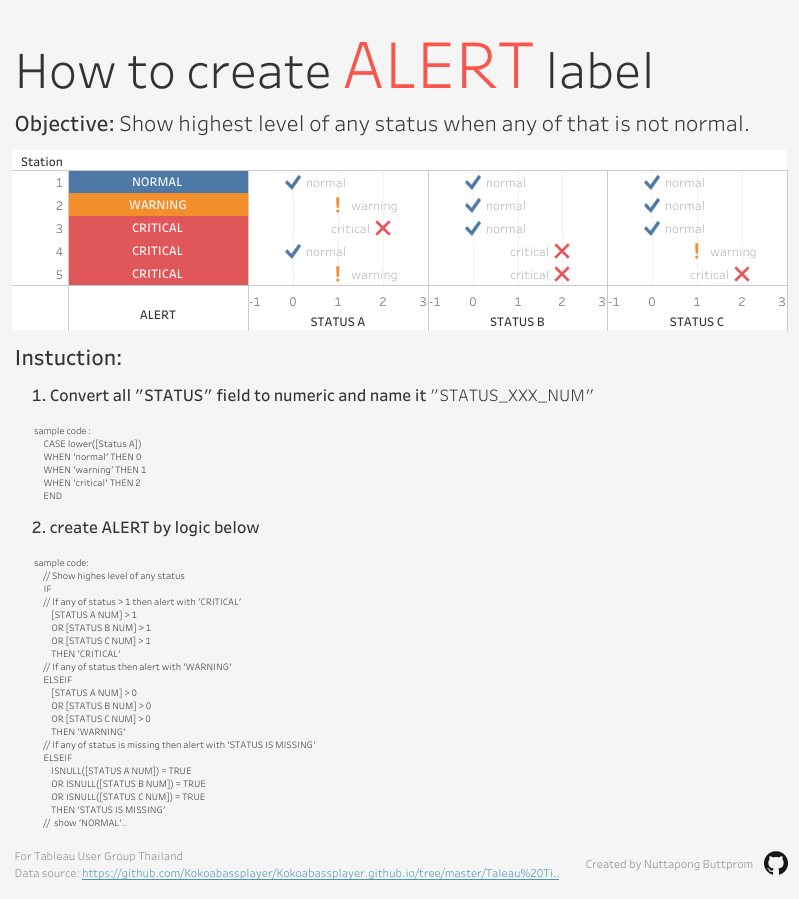 How to create ALERT label
Objective: Show highest level of any status when any of that is not normal.
Station
1 NORMAL normal normal normal
2 WARNING warning normal normal
3 CRITICAL critical normal normal
4 CRITICAL normal critical warning
5 CRITICAL warning critical critical
-1 0 1 2 3 -1 0 1 2 3 -1 0 1 2 3
ALERT STATUS A STATUS B STATUS C
Instuction:
1. Convert all "STATUS" field to numeric and name it "STATUS_XXX_NUM"
sample code :
CASE lower([Status A])
WHEN 'normal' THEN 0
WHEN 'warning' THEN 1
WHEN 'critical' THEN 2
END
2. create ALERT by logic below
sample code:
// Show highes level of any status
IF
// If any of status > 1 then alert with 'CRITICAL'
[STATUS A NUM] > 1
OR [STATUS B NUM] > 1
OR [STATUS C NUM] > 1
THEN 'CRITICAL'
// If any of status then alert with 'WARNING'
ELSEIF
[STATUS A NUM] > 0
OR [STATUS B NUM] > 0
OR [STATUS C NUM] > 0
THEN 'WARNING'
// If any of status is missing then alert with 'STATUS IS MISSING'
ELSEIF
ISNULL([STATUS A NUM]) = TRUE
OR ISNULL([STATUS B NUM]) = TRUE
OR ISNULL([STATUS C NUM]) = TRUE
THEN 'STATUS IS MISSING'
// show 'NORMAL'..
For Tableau User Group Thailand
Data source: https://github.com/Kokoabassplayer/Kokoabassplayer.github.io/tree/master/Taleau%20Ti..
Created by Nuttapong Buttprom